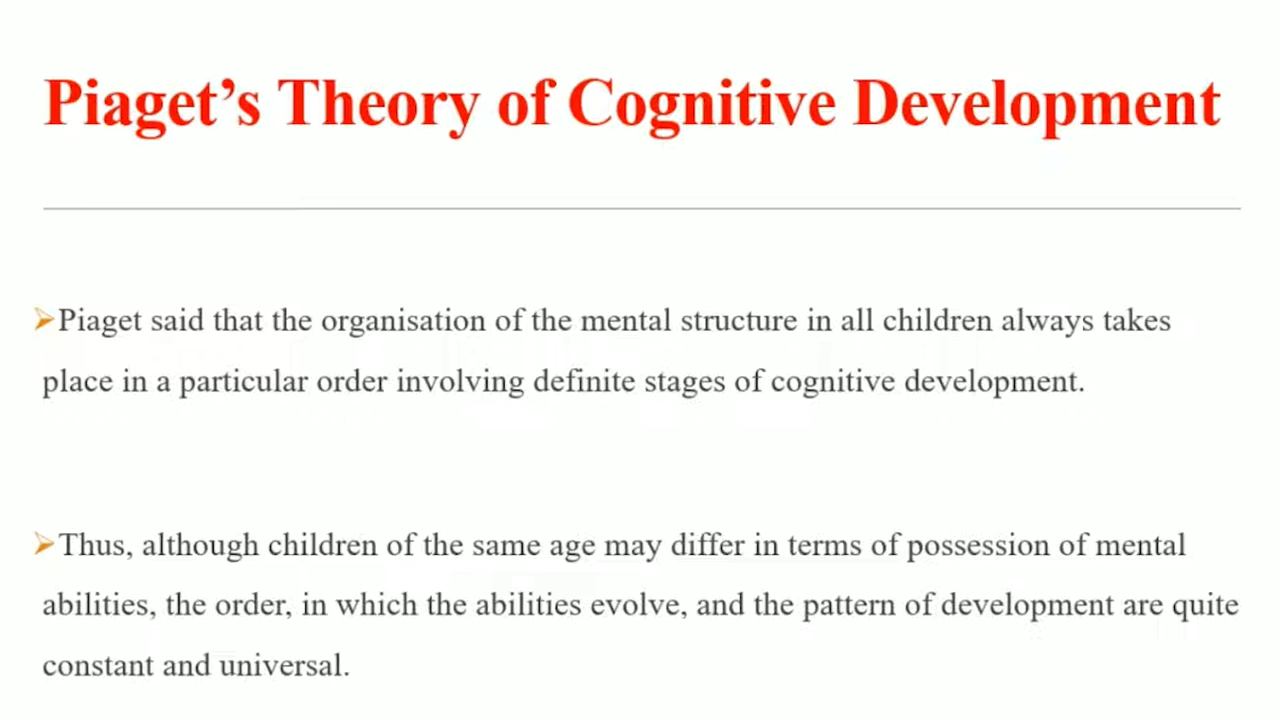 Piaget’s Theory of Cognitive Development
➢Piaget said that the organisation of the mental structure in all children always takes
place in a particular order involving definite stages of cognitive development.
➢Thus, although children of the same age may differ in terms of possession of mental
abilities, the order, in which the abilities evolve, and the pattern of development are quite
constant and universal.